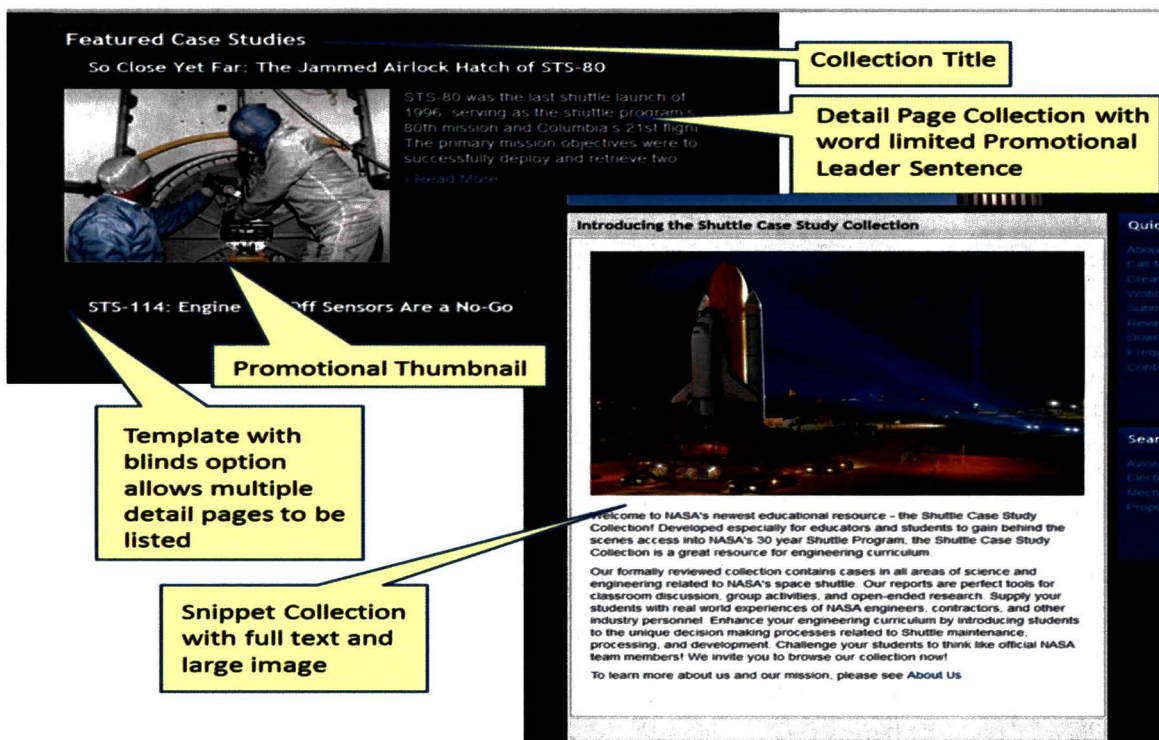 Featured Case Studies
So Close Yet Far: The Jammed Airlock Hatch of STS-80
STS-80 was the last shuttle launch of
1996, serving as the shuttle program's
80th mission and Columbia's 21st flight
The primary mission objectives were to
successfully deploy and retrieve two
Read More
STS-114: Engine Off Sensors Are a No-Go
Collection Title
Detail Page Collection with
word limited Promotional
Leader Sentence
Promotional Thumbnail
Template with
blinds option
allows multiple
detail pages to be
listed
Snippet Collection
with full text and
large image
Introducing the Shuttle Case Study Collection
Welcome to NASA's newest educational resource - the Shuttle Case Study
Collection! Developed especially for educators and students to gain behind the
scenes access into NASA's 30 year Shuttle Program, the Shuttle Case Study
Collection is a great resource for engineering curriculum.
Our formally reviewed collection contains cases in all areas of science and
engineering related to NASA's space shuttle. Our reports are perfect tools for
classroom discussion, group activities, and open-ended research. Supply your
students with real world experiences of NASA engineers, contractors, and other
industry personnel. Enhance your engineering curriculum by introducing students
to the unique decision making processes related to Shuttle maintenance,
processing, and development. Challenge your students to think like official NASA
team members! We invite you to browse our collection now!
To learn more about us and our mission, please see About Us